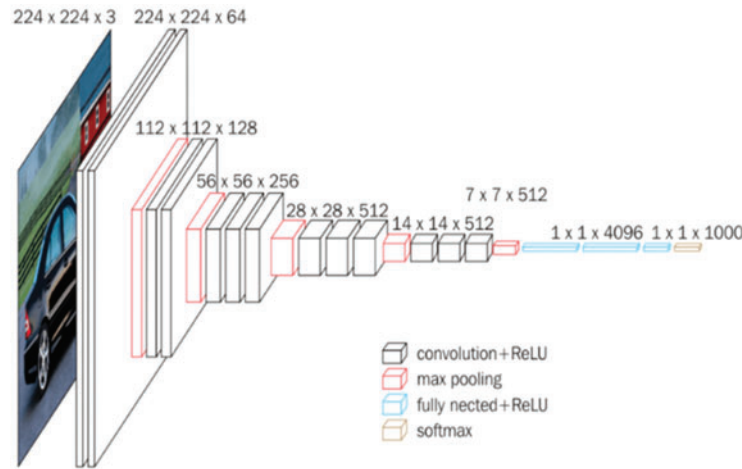 224 x 224 x 3
224 x 224 x 64
112 x 112 x 128
56 x 56 x 256
28 x 28 x 512
14 x 14 x 512
7 x 7 x 512
1 x 1 x 4096
1 x 1 x 1000
convolution+ReLU
max pooling
fully nected+ReLU
softmax